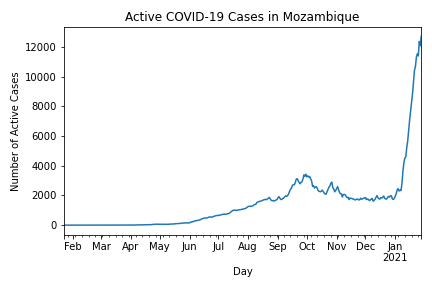 Active COVID-19 Cases in Mozambique
Number of Active Cases
12000
10000
8000
6000
4000
2000
0
Feb Mar Apr May Jun Jul Aug Sep Oct Nov Dec Jan
2021
Day